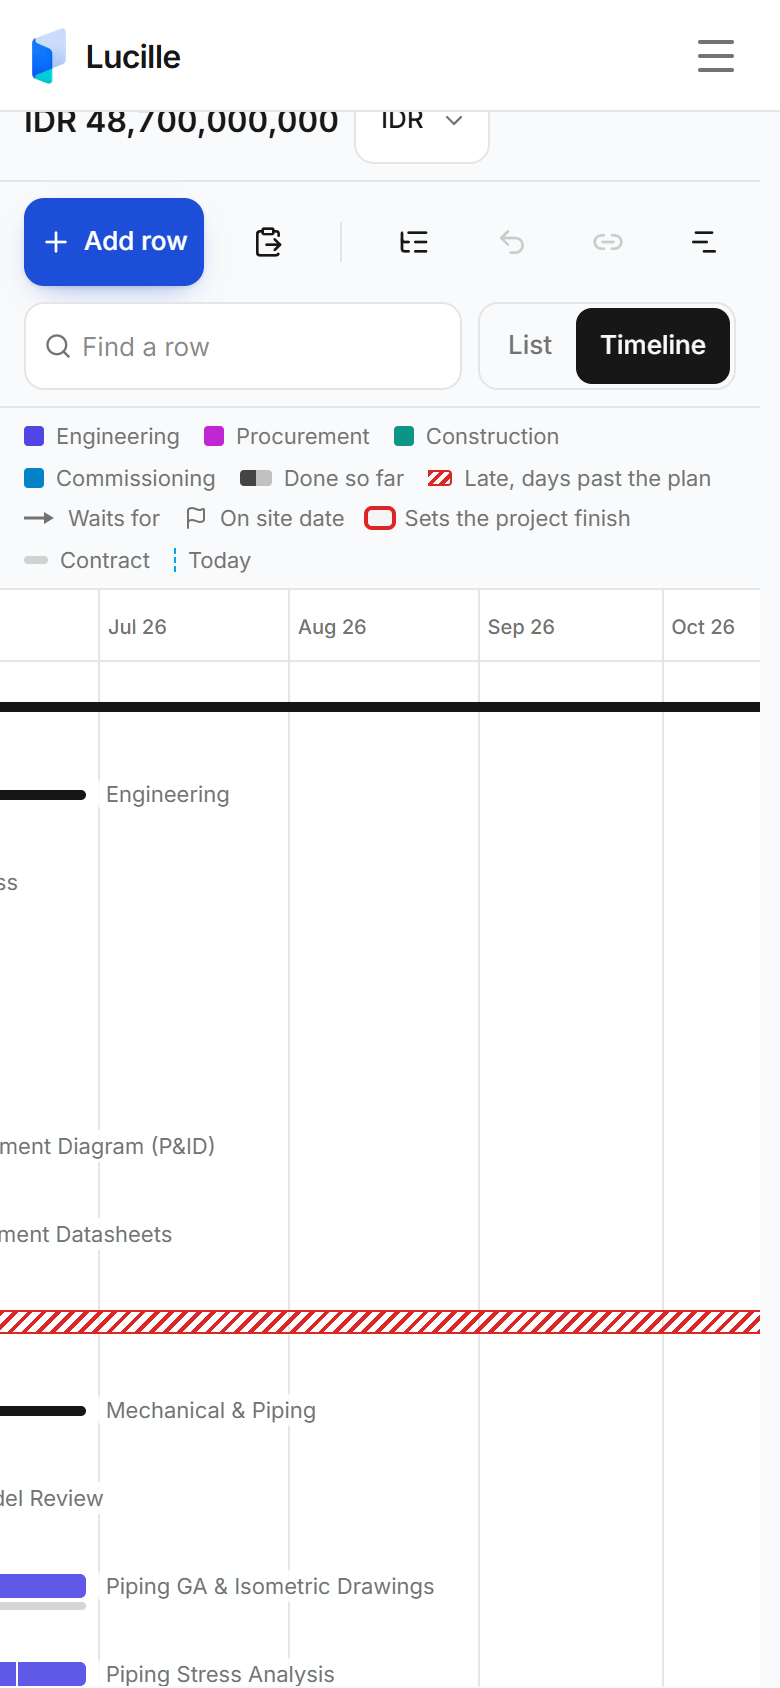 Lucille
IDR 48,700,000,000 IDR
Add row
Find a row List Timeline
Engineering Procurement Construction
Commissioning Done so far Late, days past the plan
Waits for On site date Sets the project finish
Contract Today
Jul 26 Aug 26 Sep 26 Oct 26
Engineering
ss
ment Diagram (P&ID)
ment Datasheets
Mechanical & Piping
del Review
Piping GA & Isometric Drawings
Piping Stress Analysis